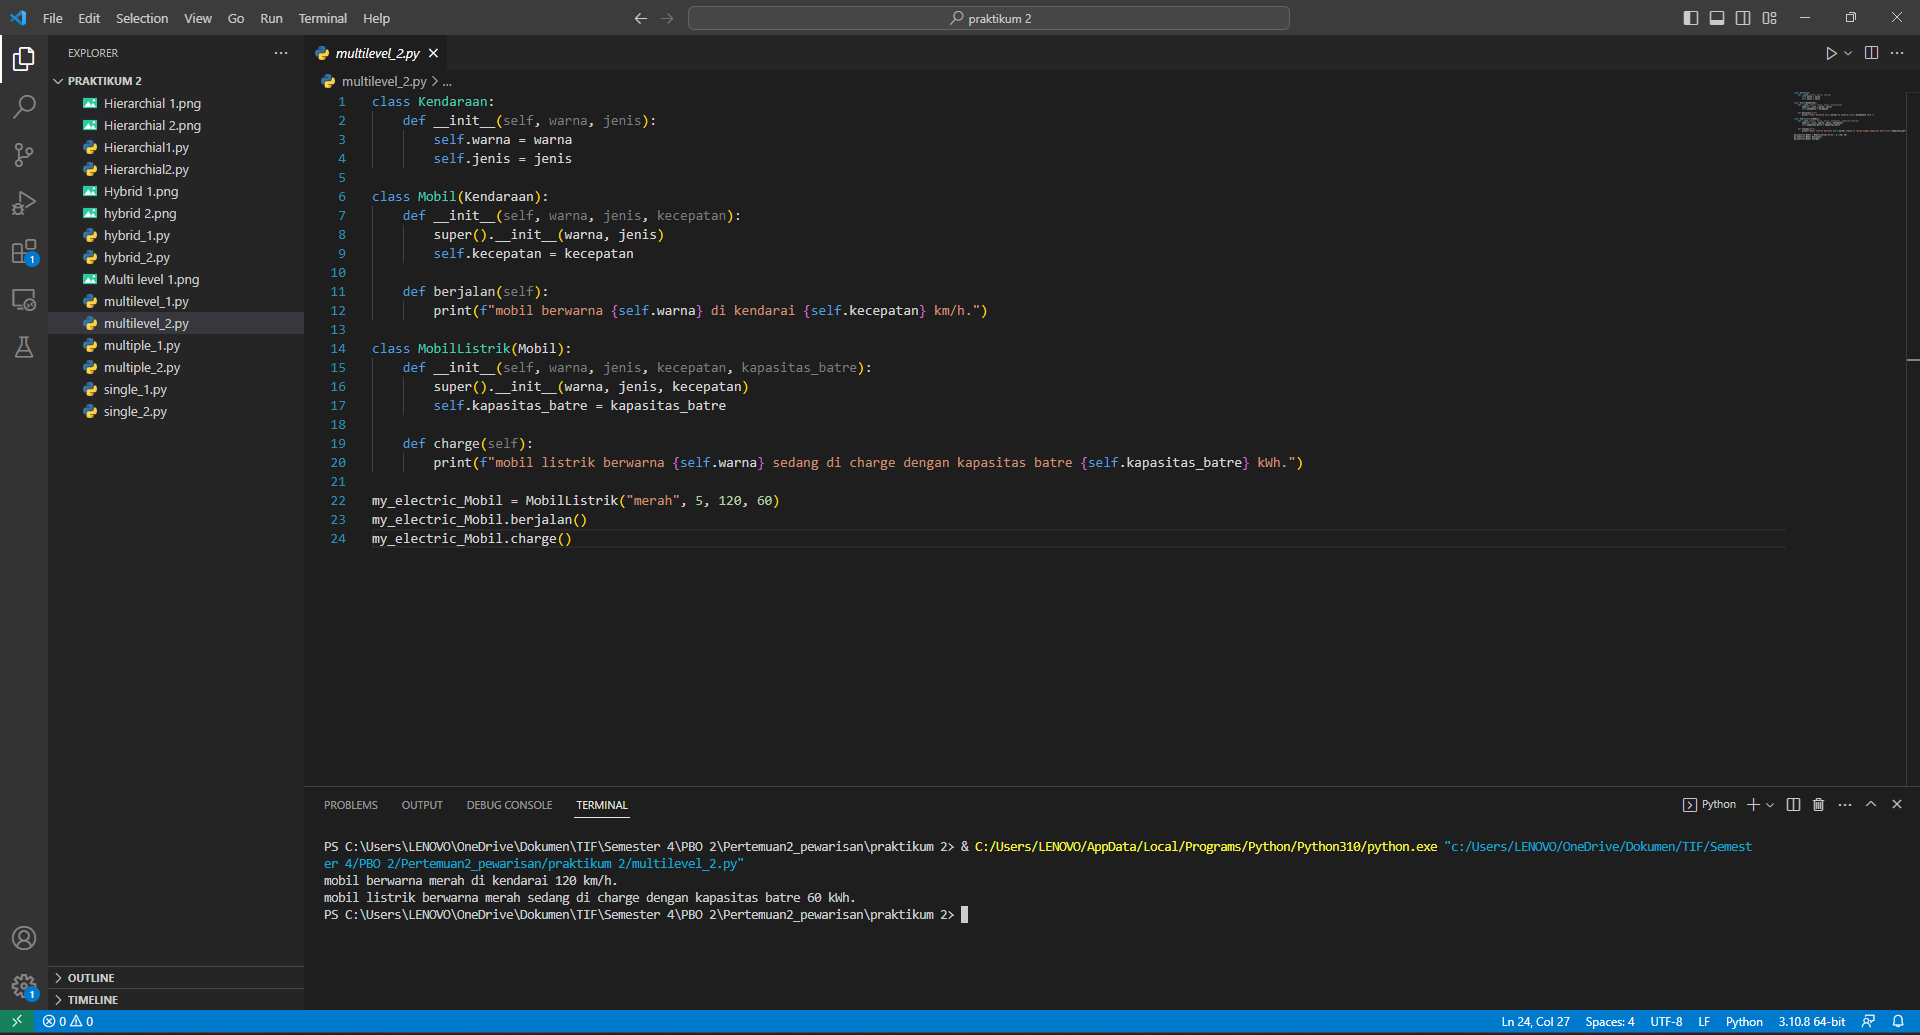 File Edit Selection View Go Run Terminal Help
praktikum 2
EXPLORER
PRAKTIKUM 2
Hierarchial 1.png
Hierarchial 2.png
Hierarchial1.py
Hierarchial2.py
Hybrid 1.png
hybrid 2.png
hybrid_1.py
hybrid_2.py
Multi level 1.png
multilevel_1.py
multilevel_2.py
multiple_1.py
multiple_2.py
single_1.py
single_2.py
OUTLINE
TIMELINE
1
1
multilevel_2.py
multilevel_2.py > ...
1 class Kendaraan:
2     def __init__(self, warna, jenis):
3         self.warna = warna
4         self.jenis = jenis
5
6 class Mobil(Kendaraan):
7     def __init__(self, warna, jenis, kecepatan):
8         super().__init__(warna, jenis)
9         self.kecepatan = kecepatan
10
11     def berjalan(self):
12         print(f"mobil berwarna {self.warna} di kendarai {self.kecepatan} km/h.")
13
14 class MobilListrik(Mobil):
15     def __init__(self, warna, jenis, kecepatan, kapasitas_batre):
16         super().__init__(warna, jenis, kecepatan)
17         self.kapasitas_batre = kapasitas_batre
18
19     def charge(self):
20         print(f"mobil listrik berwarna {self.warna} sedang di charge dengan kapasitas batre {self.kapasitas_batre} kWh.")
21
22 my_electric_Mobil = MobilListrik("merah", 5, 120, 60)
23 my_electric_Mobil.berjalan()
24 my_electric_Mobil.charge()
PROBLEMS OUTPUT DEBUG CONSOLE TERMINAL
Python
PS C:\Users\LENOVO\OneDrive\Dokumen\TIF\Semester 4\PBO 2\Pertemuan2_pewarisan\praktikum 2> & C:/Users/LENOVO/AppData/Local/Programs/Python/Python310/python.exe "c:/Users/LENOVO/OneDrive/Dokumen/TIF/Semest
er 4/PBO 2/Pertemuan2_pewarisan/praktikum 2/multilevel_2.py"
mobil berwarna merah di kendarai 120 km/h.
mobil listrik berwarna merah sedang di charge dengan kapasitas batre 60 kWh.
PS C:\Users\LENOVO\OneDrive\Dokumen\TIF\Semester 4\PBO 2\Pertemuan2_pewarisan\praktikum 2>
0 0
Ln 24, Col 27 Spaces: 4 UTF-8 LF Python 3.10.8 64-bit